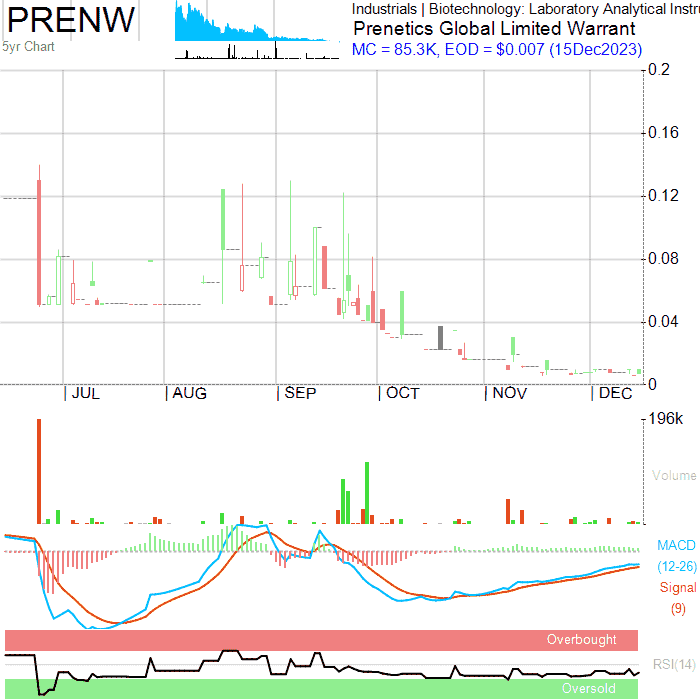 PRENW
5yr Chart
Industrials | Biotechnology: Laboratory Analytical Instru
Prenetics Global Limited Warrant
MC = 85.3K, EOD = $0.007 (15Dec2023)
0.2
0.16
0.12
0.08
0.04
0
JUL AUG SEP OCT NOV DEC
196k
Volume
MACD
(12-26)
Signal
(9)
Overbought
RSI(14)
Oversold